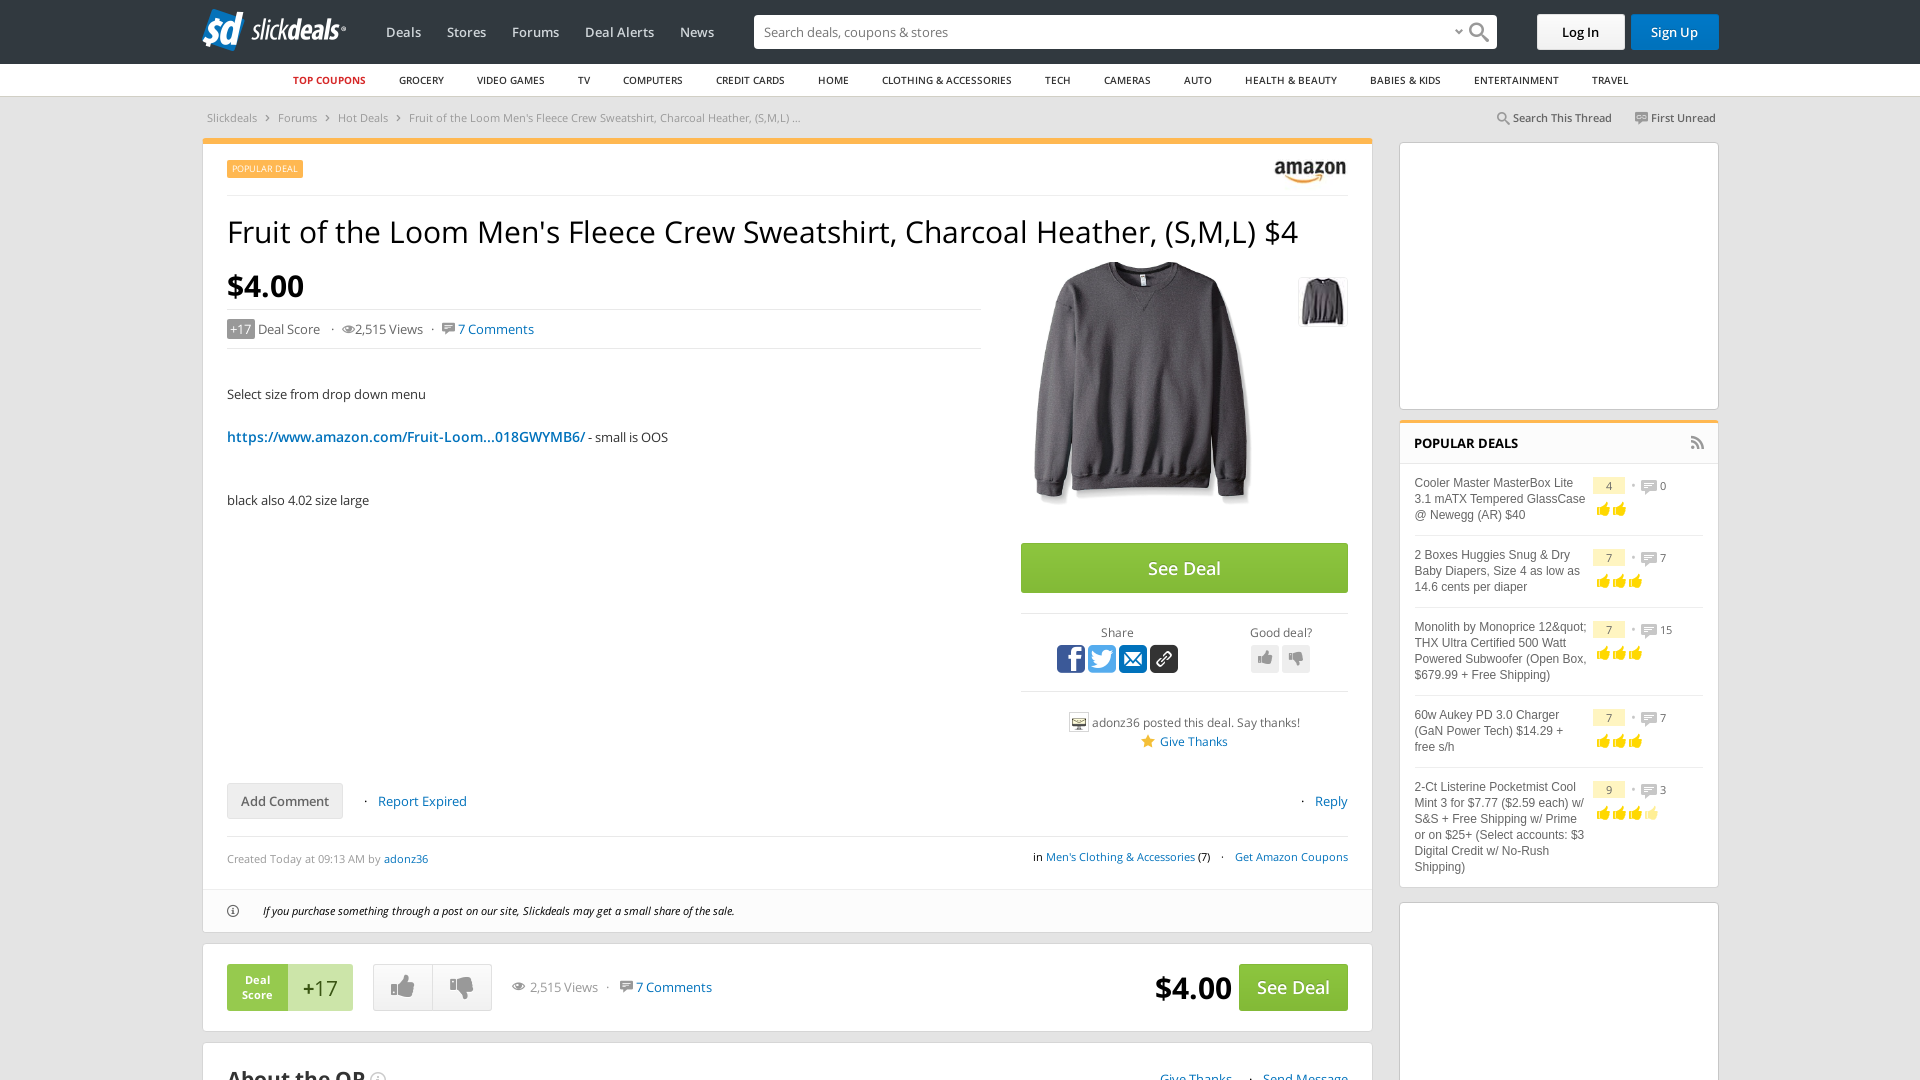 sd slickdeals
Deals
Stores
Forums
Deal Alerts
News
Search deals, coupons & stores
Log In
Sign Up
TOP COUPONS
GROCERY
VIDEO GAMES
TV
COMPUTERS
CREDIT CARDS
HOME
CLOTHING & ACCESSORIES
TECH
CAMERAS
AUTO
HEALTH & BEAUTY
BABIES & KIDS
ENTERTAINMENT
TRAVEL
Slickdeals > Forums > Hot Deals > Fruit of the Loom Men's Fleece Crew Sweatshirt, Charcoal Heather, (S,M,L) ...
Search This Thread
First Unread
POPULAR DEAL
amazon
Fruit of the Loom Men's Fleece Crew Sweatshirt, Charcoal Heather, (S,M,L) $4
$4.00
+17 Deal Score · 2,515 Views · 7 Comments
Select size from drop down menu
https://www.amazon.com/Fruit-Loom...018GWYMB6/ - small is OOS
black also 4.02 size large
See Deal
Share
Good deal?
adonz36 posted this deal. Say thanks!
Give Thanks
Add Comment · Report Expired
· Reply
Created Today at 09:13 AM by adonz36
in Men's Clothing & Accessories (7) · Get Amazon Coupons
If you purchase something through a post on our site, Slickdeals may get a small share of the sale.
Deal
Score
+17
2,515 Views · 7 Comments
$4.00
See Deal
About the OP
Give Thanks · Send Message
POPULAR DEALS
Cooler Master MasterBox Lite
3.1 mATX Tempered GlassCase
@ Newegg (AR) $40
4 · 0
2 Boxes Huggies Snug & Dry
Baby Diapers, Size 4 as low as
14.6 cents per diaper
7 · 7
Monolith by Monoprice 12&quot;
THX Ultra Certified 500 Watt
Powered Subwoofer (Open Box,
$679.99 + Free Shipping)
7 · 15
60w Aukey PD 3.0 Charger
(GaN Power Tech) $14.29 +
free s/h
7 · 7
2-Ct Listerine Pocketmist Cool
Mint 3 for $7.77 ($2.59 each) w/
S&S + Free Shipping w/ Prime
or on $25+ (Select accounts: $3
Digital Credit w/ No-Rush
Shipping)
9 · 3